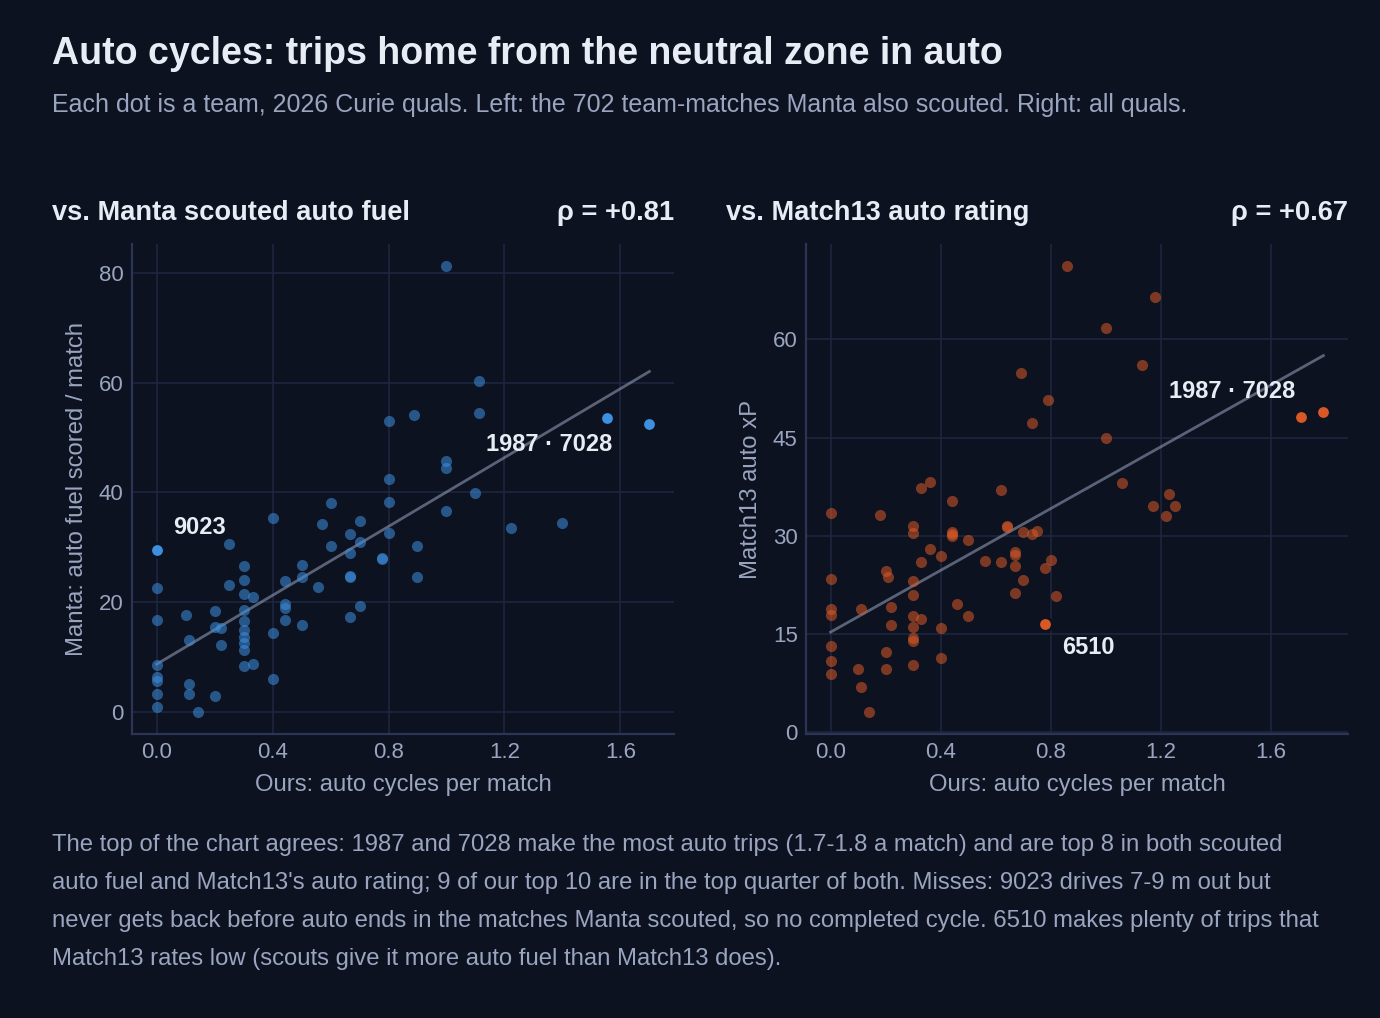 Auto cycles: trips home from the neutral zone in auto
Each dot is a team, 2026 Curie quals. Left: the 702 team-matches Manta also scouted. Right: all quals.
vs. Manta scouted auto fuel
ρ = +0.81
Manta: auto fuel scored / match
80
60
40
20
0
1987 · 7028
9023
0.0
0.4
0.8
1.2
1.6
Ours: auto cycles per match
vs. Match13 auto rating
ρ = +0.67
Match13 auto xP
60
45
30
15
0
1987 · 7028
6510
0.0
0.4
0.8
1.2
1.6
Ours: auto cycles per match
The top of the chart agrees: 1987 and 7028 make the most auto trips (1.7-1.8 a match) and are top 8 in both scouted
auto fuel and Match13's auto rating; 9 of our top 10 are in the top quarter of both. Misses: 9023 drives 7-9 m out but
never gets back before auto ends in the matches Manta scouted, so no completed cycle. 6510 makes plenty of trips that
Match13 rates low (scouts give it more auto fuel than Match13 does).